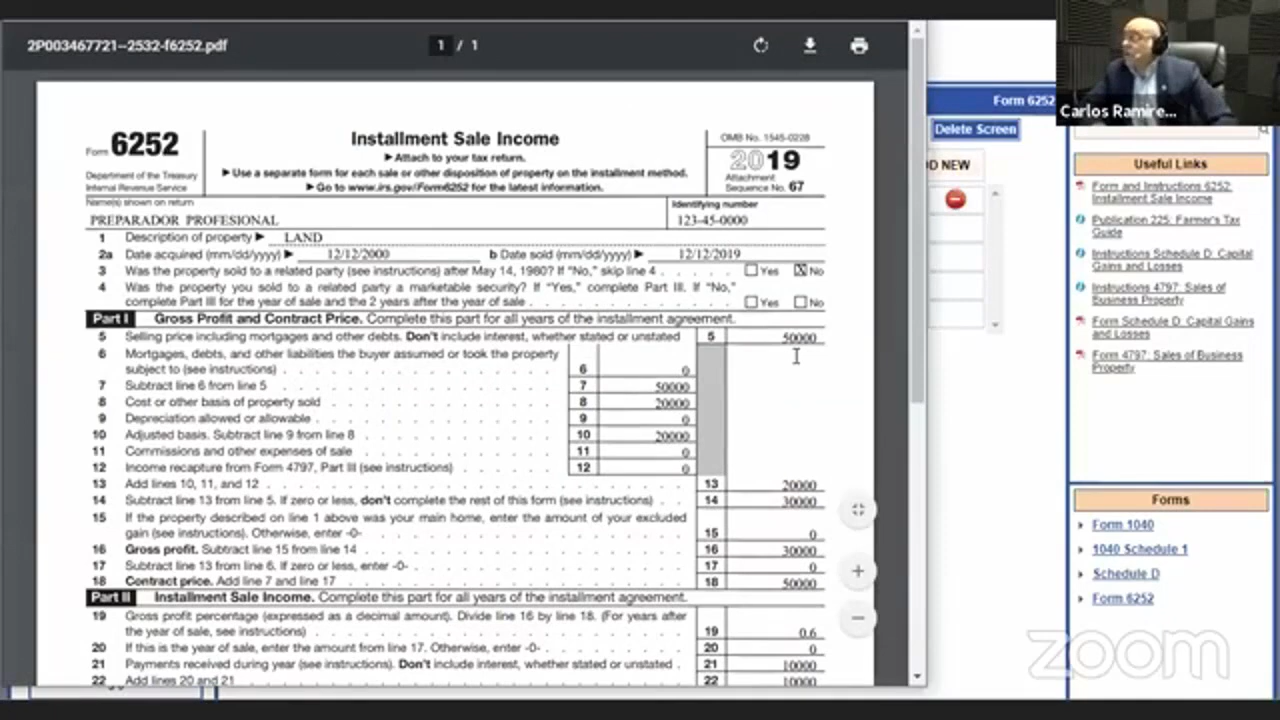 2P003467721--2532-f6252.pdf
1 / 1
Form 6252
Department of the Treasury
Internal Revenue Service
Installment Sale Income
▶ Attach to your tax return.
▶ Use a separate form for each sale or other disposition of property on the installment method.
▶ Go to www.irs.gov/Form6252 for the latest information.
OMB No. 1545-0228
2019
Attachment
Sequence No. 67
Name(s) shown on return
PREPARADOR PROFESIONAL
Identifying number
123-45-0000
1 Description of property ▶ LAND
2a Date acquired (mm/dd/yyyy) ▶ 12/12/2000 b Date sold (mm/dd/yyyy) ▶ 12/12/2019
3 Was the property sold to a related party (see instructions) after May 14, 1980? If "No," skip line 4 . . . . . . Yes X No
4 Was the property you sold to a related party a marketable security? If "Yes," complete Part III. If "No,"
complete Part III for the year of sale and the 2 years after the year of sale . . . . . . . . . . Yes No
Part I Gross Profit and Contract Price. Complete this part for all years of the installment agreement.
5 Selling price including mortgages and other debts. Don't include interest, whether stated or unstated 5 50000
6 Mortgages, debts, and other liabilities the buyer assumed or took the property
subject to (see instructions) 6 0
7 Subtract line 6 from line 5 7 50000
8 Cost or other basis of property sold 8 20000
9 Depreciation allowed or allowable 9 0
10 Adjusted basis. Subtract line 9 from line 8 10 20000
11 Commissions and other expenses of sale 11 0
12 Income recapture from Form 4797, Part III (see instructions) 12 0
13 Add lines 10, 11, and 12 13 20000
14 Subtract line 13 from line 5. If zero or less, don't complete the rest of this form (see instructions) 14 30000
15 If the property described on line 1 above was your main home, enter the amount of your excluded
gain (see instructions). Otherwise, enter -0- 15 0
16 Gross profit. Subtract line 15 from line 14 16 30000
17 Subtract line 13 from line 6. If zero or less, enter -0- 17 0
18 Contract price. Add line 7 and line 17 18 50000
Part II Installment Sale Income. Complete this part for all years of the installment agreement.
19 Gross profit percentage (expressed as a decimal amount). Divide line 16 by line 18. (For years after
the year of sale, see instructions) 19 0.6
20 If this is the year of sale, enter the amount from line 17. Otherwise, enter -0- 20 0
21 Payments received during year (see instructions). Don't include interest, whether stated or unstated 21 10000
22 Add lines 20 and 21 22 10000
Form 6252
Delete Screen
D NEW
Carlos Ramire...
Useful Links
Form and Instructions 6252:
Installment Sale Income
Publication 225: Farmer's Tax
Guide
Instructions Schedule D. Capital
Gains and Losses
Instructions 4797: Sales of
Business Property
Form Schedule D. Capital Gains
and Losses
Form 4797: Sales of Business
Property
Forms
Form 1040
1040 Schedule 1
Schedule D
Form 6252
zoom